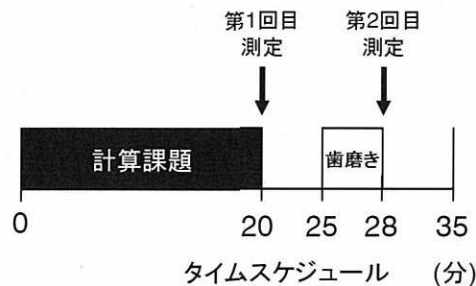 第1回目
測定
第2回目
測定
計算課題
歯磨き
0
20
25
28
35
タイムスケジュール (分)